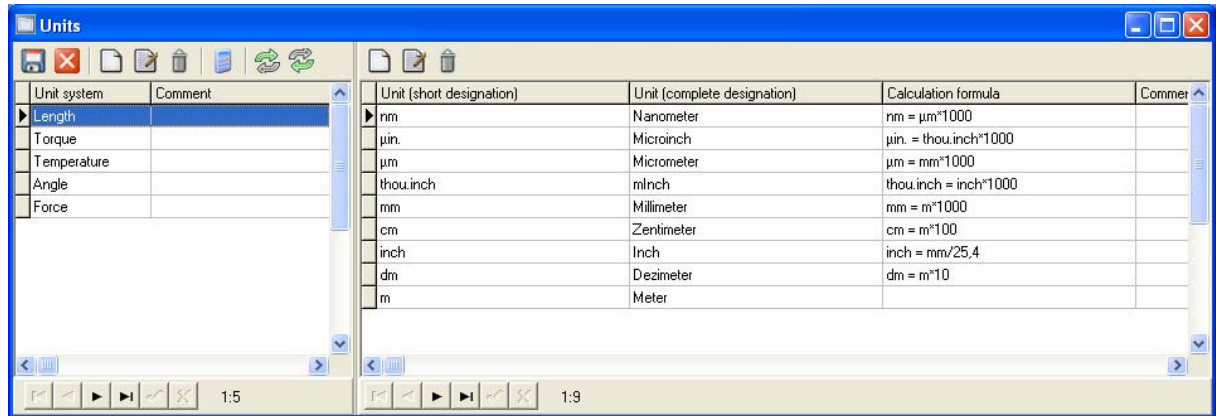 Units
Unit system Comment
Length
Torque
Temperature
Angle
Force
1:5
Unit (short designation) Unit (complete designation) Calculation formula Commer
nm Nanometer nm = µm*1000
µin. Microinch µin. = thou.inch*1000
µm Micrometer µm = mm*1000
thou.inch mInch thou.inch = inch*1000
mm Millimeter mm = m*1000
cm Zentimeter cm = m*100
inch Inch inch = mm/25,4
dm Dezimeter dm = m*10
m Meter
1:9